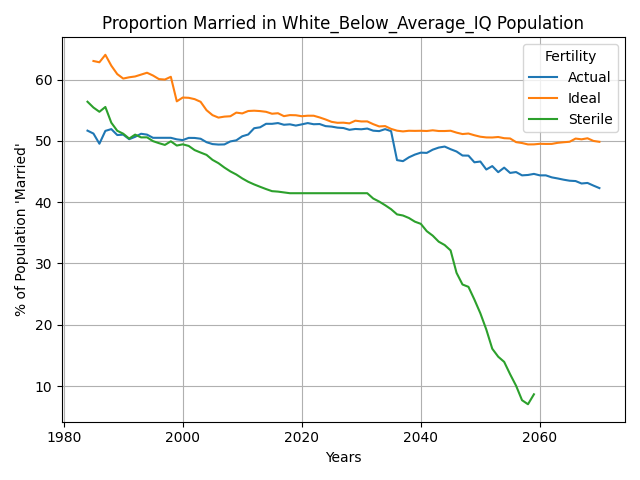 Proportion Married in White_Below_Average_IQ Population
% of Population 'Married'
60
50
40
30
20
10
Fertility
Actual
Ideal
Sterile
1980 2000 2020 2040 2060
Years